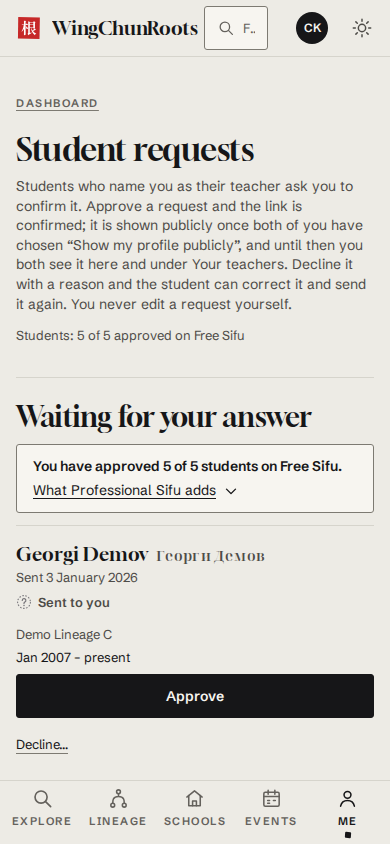 根 WingChunRoots F.. CK
DASHBOARD
Student requests
Students who name you as their teacher ask you to
confirm it. Approve a request and the link is
confirmed; it is shown publicly once both of you have
chosen “Show my profile publicly”, and until then you
both see it here and under Your teachers. Decline it
with a reason and the student can correct it and send
it again. You never edit a request yourself.
Students: 5 of 5 approved on Free Sifu
Waiting for your answer
You have approved 5 of 5 students on Free Sifu.
What Professional Sifu adds
Georgi Demov Георги Демов
Sent 3 January 2026
Sent to you
Demo Lineage C
Jan 2007 – present
Approve
Decline...
EXPLORE LINEAGE SCHOOLS EVENTS ME